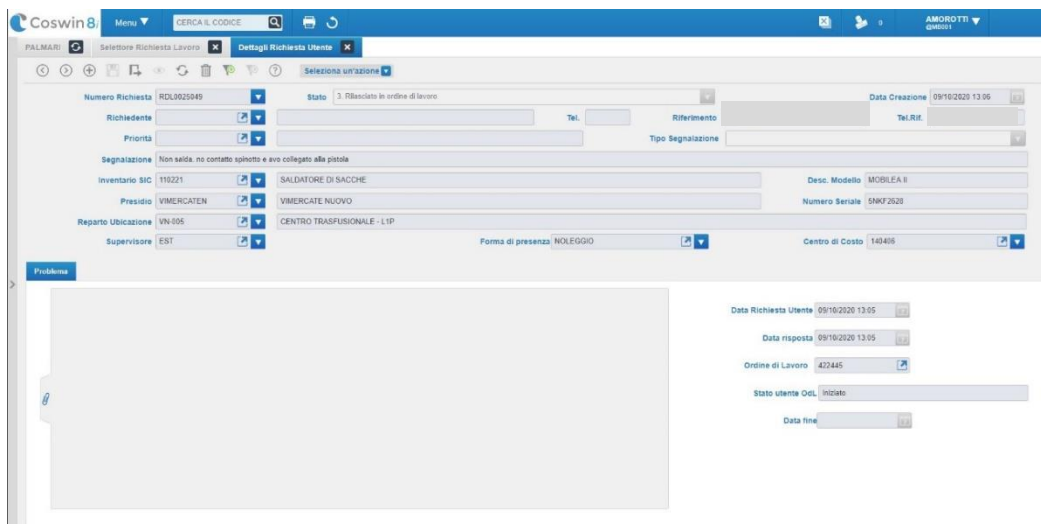 Coswin 8i Menu CERCA IL CODICE 0 AMOROTTI
@MB001
PALMARI Selettore Richiesta Lavoro Dettagli Richiesta Utente
Seleziona un'azione
Numero Richiesta RDL0025049 Stato 3. Rilasciato in ordine di lavoro Data Creazione 09/10/2020 13:06
Richiedente Tel. Riferimento Tel.Rif.
Priorità Tipo Segnalazione
Segnalazione Non salda. no contatto spinotto e avo collegato alla pistola
Inventario SIC 110221 SALDATORE DI SACCHE Desc. Modello MOBILEA II
Presidio VIMERCATEN VIMERCATE NUOVO Numero Seriale 5NKF2628
Reparto Ubicazione VN-005 CENTRO TRASFUSIONALE - L1P
Supervisore EST Forma di presenza NOLEGGIO Centro di Costo 140406
Problema
Data Richiesta Utente 09/10/2020 13:05
Data risposta 09/10/2020 13:05
Ordine di Lavoro 422445
Stato utente OdL Iniziato
Data fine